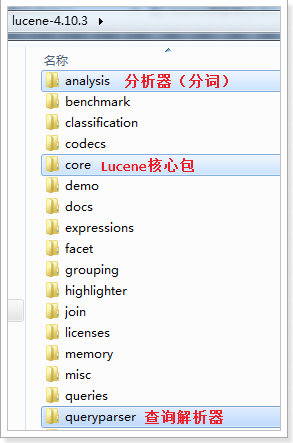 lucene-4.10.3
名称
analysis 分析器（分词）
benchmark
classification
codecs
core Lucene核心包
demo
docs
expressions
facet
grouping
highlighter
join
licenses
memory
misc
queries
queryparser 查询解析器